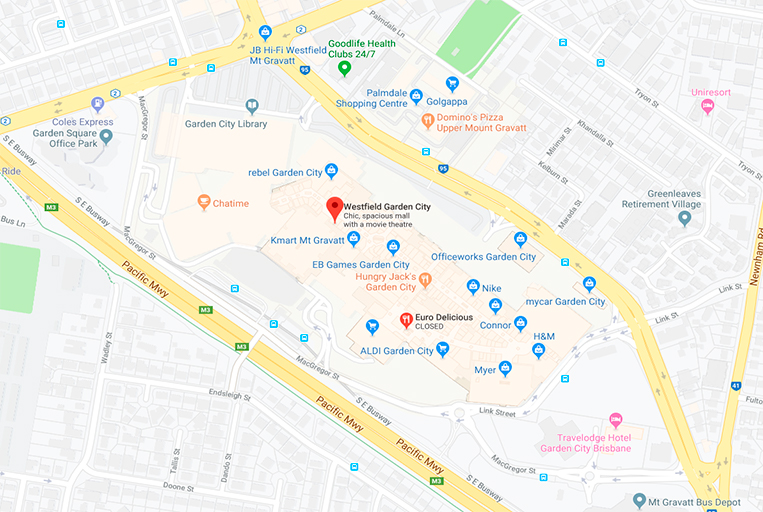 Palmdale Ln
JB Hi-Fi Westfield
Mt Gravatt
Goodlife Health
Clubs 24/7
95
2
2
2
Coles Express
Garden Square
Office Park
Garden City Library
MacGregor St
Palmdale
Shopping Centre
Golgappa
Domino's Pizza
Upper Mount Gravatt
Tryon St
Uniresort
Khandalla St
Mirimar St
Kelburn St
Marada St
Tryon St
95
S E Busway
Ride
rebel Garden City
Chatime
Westfield Garden City
Chic, spacious mall
with a movie theatre
Greenleaves
Retirement Village
M3
Bus Ln
S E Busway
MacGregor St
Kmart Mt Gravatt
EB Games Garden City
Officeworks Garden City
Newnham Rd
Pacific Mwy
Hungry Jack's
Garden City
Nike
mycar Garden City
M3
Euro Delicious
CLOSED
Connor
H&M
Link St
Link St
M3
ALDI Garden City
Myer
Wadley St
MacGregor St
41
Endsleigh St
Pacific Mwy
S E Busway
Link Street
Fulto
Travelodge Hotel
Garden City Brisbane
Pacific Mwy
Tallis St
Dando St
MacGregor St
Doone St
S E Busway
Mt Gravatt Bus Depot